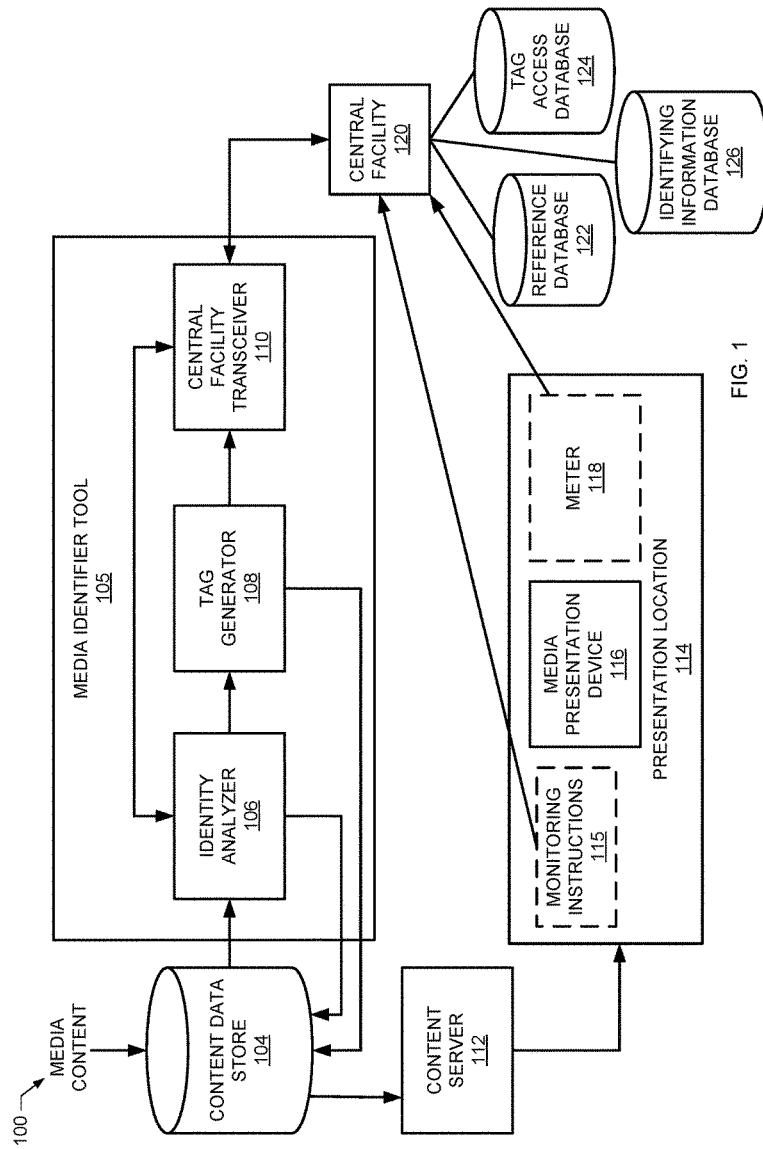 100
MEDIA
CONTENT
CONTENT DATA
STORE
104
MEDIA IDENTIFIER TOOL
105
IDENTITY
ANALYZER
106
TAG
GENERATOR
108
CENTRAL
FACILITY
TRANSCEIVER
110
CONTENT
SERVER
112
MONITORING
INSTRUCTIONS
115
MEDIA
PRESENTATION
DEVICE
116
METER
118
PRESENTATION LOCATION
114
CENTRAL
FACILITY
120
REFERENCE
DATABASE
122
TAG
ACCESS
DATABASE
124
IDENTIFYING
INFORMATION
DATABASE
126
FIG. 1